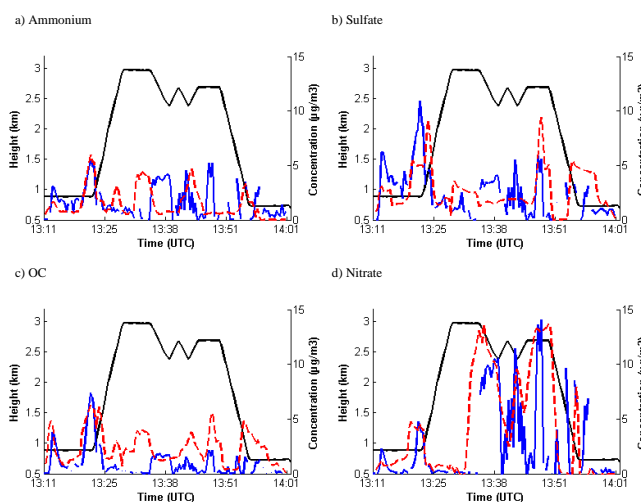 a) Ammonium
b) Sulfate
3
2.5
2
1.5
1
0.5
Height (km)
15
10
5
0
Concentration (µg/m3)
13:11 13:25 13:38 13:51 14:01
Time (UTC)
3
2.5
2
1.5
1
0.5
Height (km)
15
10
5
0
Concentration (µg/m3)
13:11 13:25 13:38 13:51 14:01
Time (UTC)
c) OC
d) Nitrate
3
2.5
2
1.5
1
0.5
Height (km)
15
10
5
0
Concentration (µg/m3)
13:11 13:25 13:38 13:51 14:01
Time (UTC)
3
2.5
2
1.5
1
0.5
Height (km)
15
10
5
0
Concentration (µg/m3)
13:11 13:25 13:38 13:51 14:01
Time (UTC)